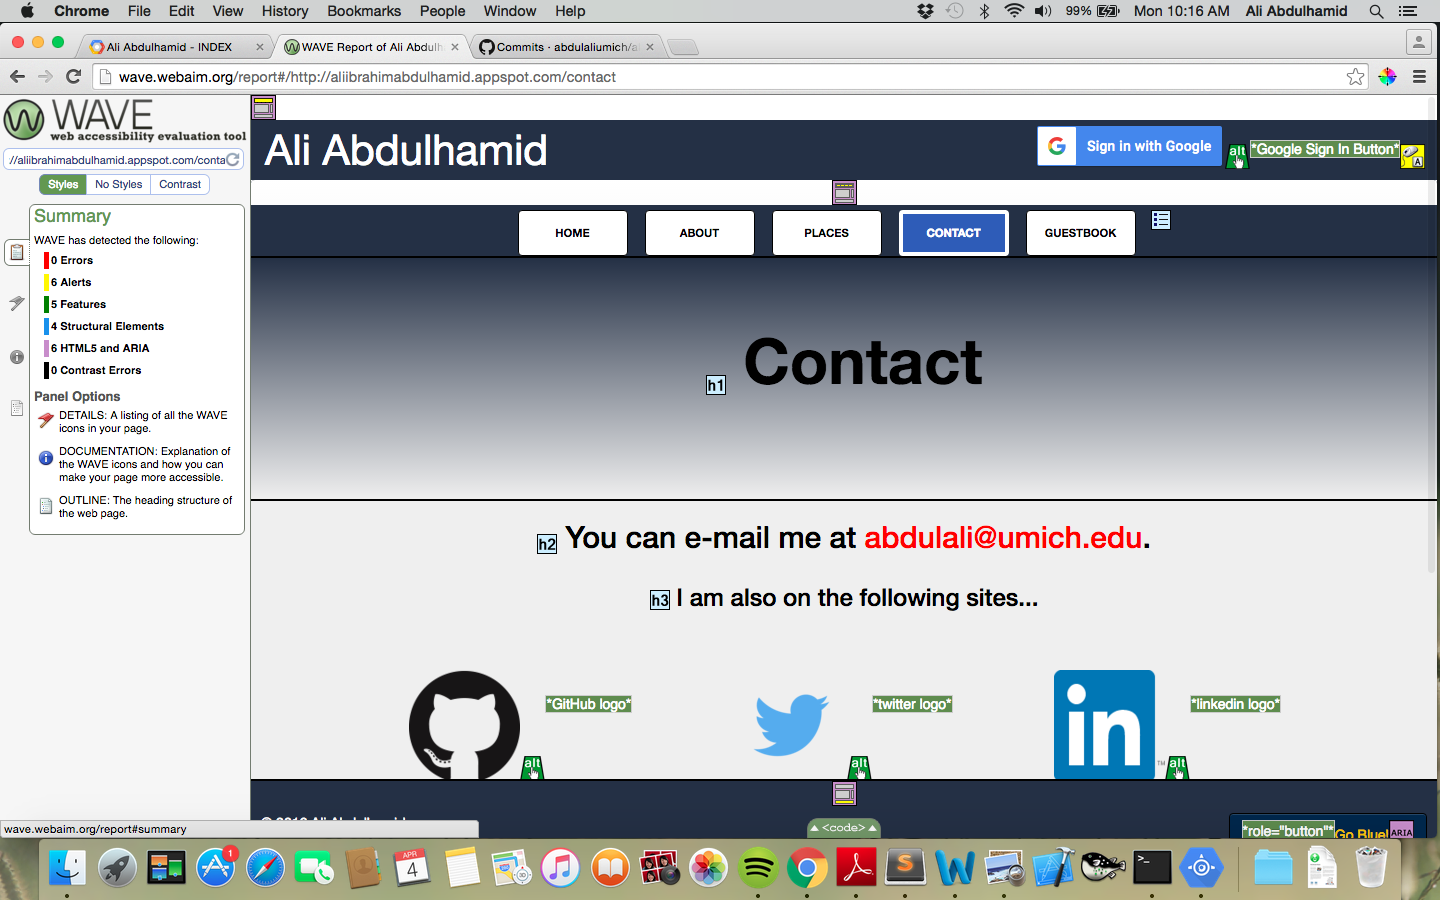 Chrome File Edit View History Bookmarks People Window Help 99% Mon 10:16 AM Ali Abdulhamid
Ali Abdulhamid - INDEX WAVE Report of Ali Abdulh Commits · abdulaliumich/a
wave.webaim.org/report#/http://aliibrahimabdulhamid.appspot.com/contact
WAVE
web accessibility evaluation tool
//aliibrahimabdulhamid.appspot.com/conta
Styles No Styles Contrast
Summary
WAVE has detected the following:
0 Errors
6 Alerts
5 Features
4 Structural Elements
6 HTML5 and ARIA
0 Contrast Errors
Panel Options
DETAILS: A listing of all the WAVE
icons in your page.
DOCUMENTATION: Explanation of
the WAVE icons and how you can
make your page more accessible.
OUTLINE: The heading structure of
the web page.
wave.webaim.org/report#summary
Ali Abdulhamid
G Sign in with Google alt *Google Sign In Button* A
HOME ABOUT PLACES CONTACT GUESTBOOK
h1 Contact
h2 You can e-mail me at abdulali@umich.edu.
h3 I am also on the following sites...
*GitHub logo* *twitter logo* in *linkedin logo*
alt alt TM alt
<code>
*role="button"* Go Blue! ARIA
1
APR
4